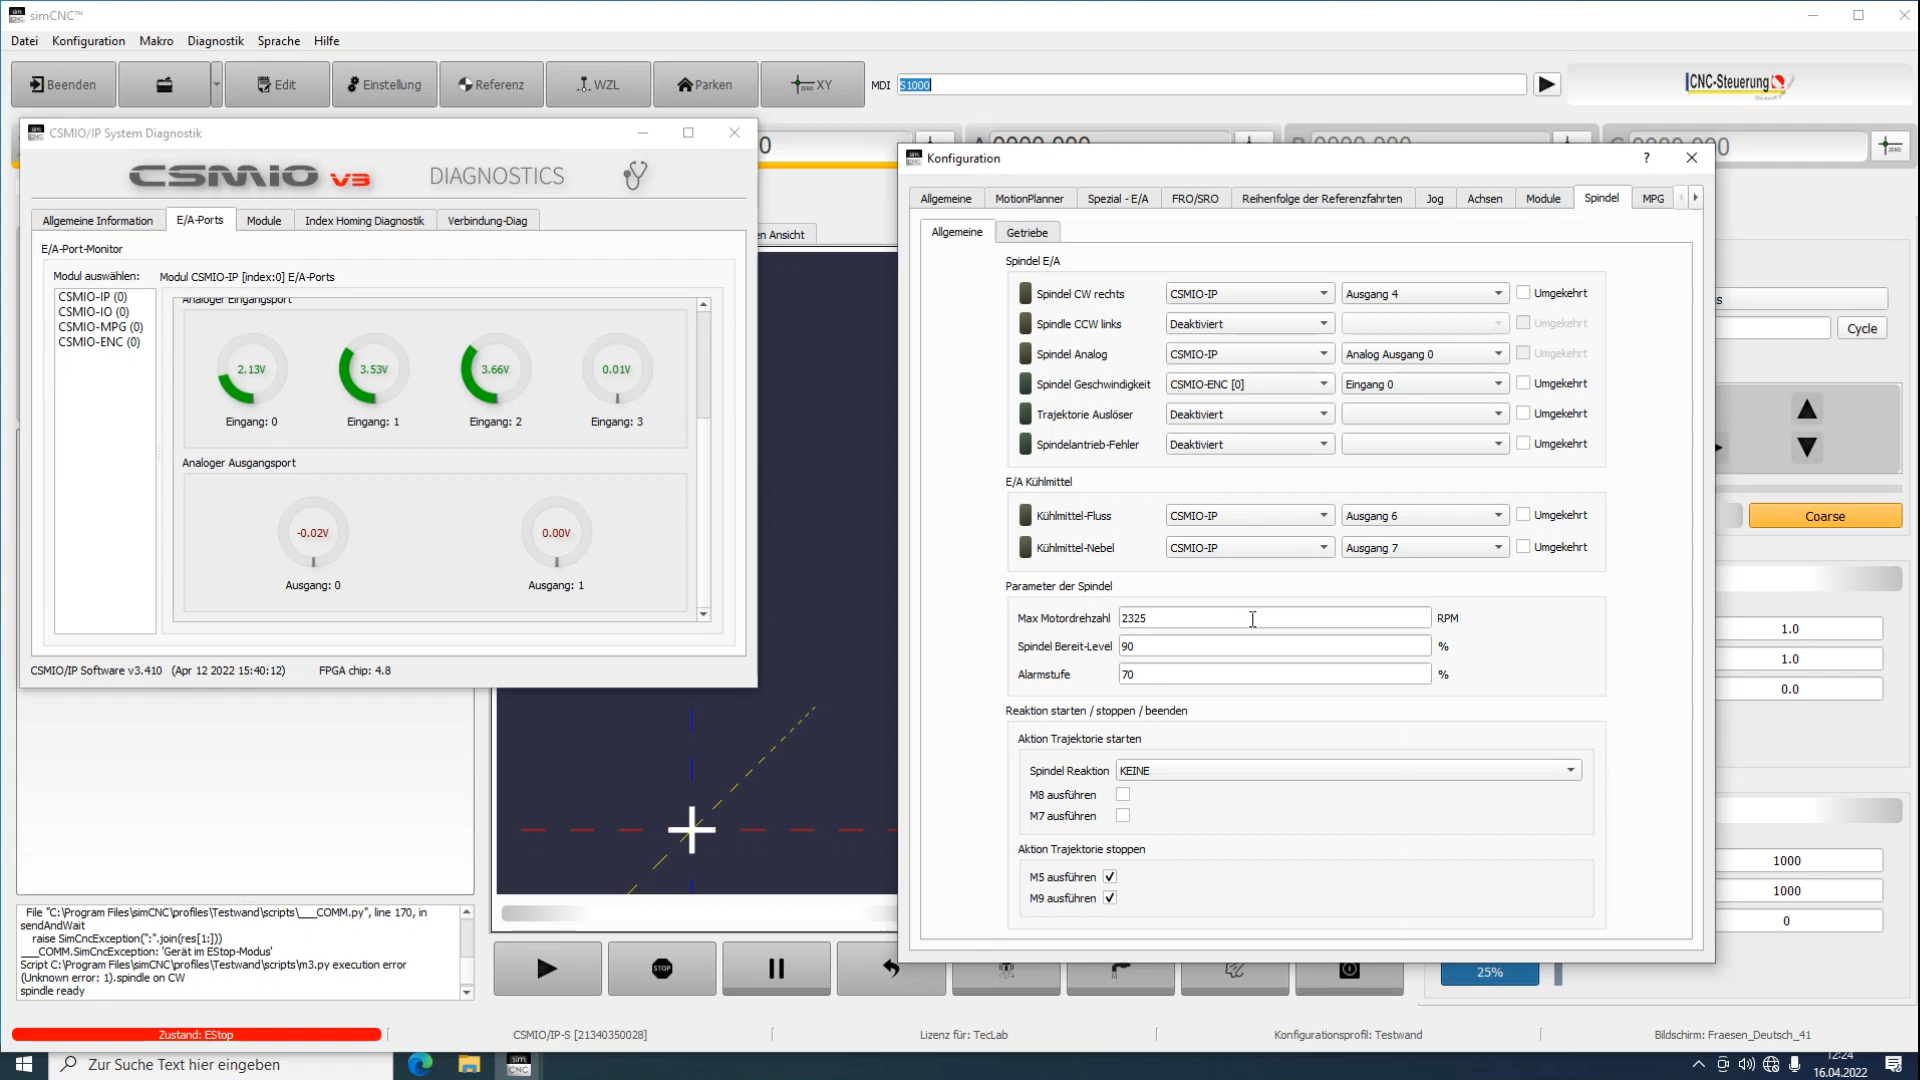 simCNC™
Datei Konfiguration Makro Diagnostik Sprache Hilfe
Beenden Edit Einstellung Referenz WZL Parken ZERO XY MDI S1000 CNC-Steuerung
CSMIO/IP System Diagnostik
CSMIO V3 DIAGNOSTICS
Allgemeine Information E/A-Ports Module Index Homing Diagnostik Verbindung-Diag
E/A-Port-Monitor
Modul auswählen:
CSMIO-IP (0)
CSMIO-IO (0)
CSMIO-MPG (0)
CSMIO-ENC (0)
Modul CSMIO-IP [index:0] E/A-Ports
Analoger Eingangsport
2.13V 3.53V 3.66V 0.01V
Eingang: 0 Eingang: 1 Eingang: 2 Eingang: 3
Analoger Ausgangsport
-0.02V 0.00V
Ausgang: 0 Ausgang: 1
CSMIO/IP Software v3.410 (Apr 12 2022 15:40:12) FPGA chip: 4.8
0
en Ansicht
Konfiguration
?
Allgemeine MotionPlanner Spezial - E/A FRO/SRO Reihenfolge der Referenzfahrten Jog Achsen Module Spindel MPG
Allgemeine Getriebe
Spindel E/A
Spindel CW rechts CSMIO-IP Ausgang 4 Umgekehrt
Spindle CCW links Deaktiviert Umgekehrt
Spindel Analog CSMIO-IP Analog Ausgang 0 Umgekehrt
Spindel Geschwindigkeit CSMIO-ENC [0] Eingang 0 Umgekehrt
Trajektorie Auslöser Deaktiviert Umgekehrt
Spindelantrieb-Fehler Deaktiviert Umgekehrt
E/A Kühlmittel
Kühlmittel-Fluss CSMIO-IP Ausgang 6 Umgekehrt
Kühlmittel-Nebel CSMIO-IP Ausgang 7 Umgekehrt
Parameter der Spindel
Max Motordrehzahl 2325 RPM
Spindel Bereit-Level 90 %
Alarmstufe 70 %
Reaktion starten / stoppen / beenden
Aktion Trajektorie starten
Spindel Reaktion KEINE
M8 ausführen
M7 ausführen
Aktion Trajektorie stoppen
M5 ausführen
M9 ausführen
s
Cycle
Coarse
1.0
1.0
0.0
1000
1000
0
25%
File "C:\Program Files\simCNC\profiles\Testwand\scripts\___COMM.py", line 170, in
sendAndWait
raise SimCncException(":".join(res[1:]))
___COMM.SimCncException: 'Gerät im EStop-Modus'
Script C:\Program Files\simCNC\profiles\Testwand\scripts\m3.py execution error
(Unknown error: 1).spindle on CW
spindle ready
STOP
Zustand: EStop CSMIO/IP-S [21340350028] Lizenz für: TecLab Konfigurationsprofil: Testwand Bildschirm: Fraesen_Deutsch_41
Zur Suche Text hier eingeben
12:24
16.04.2022